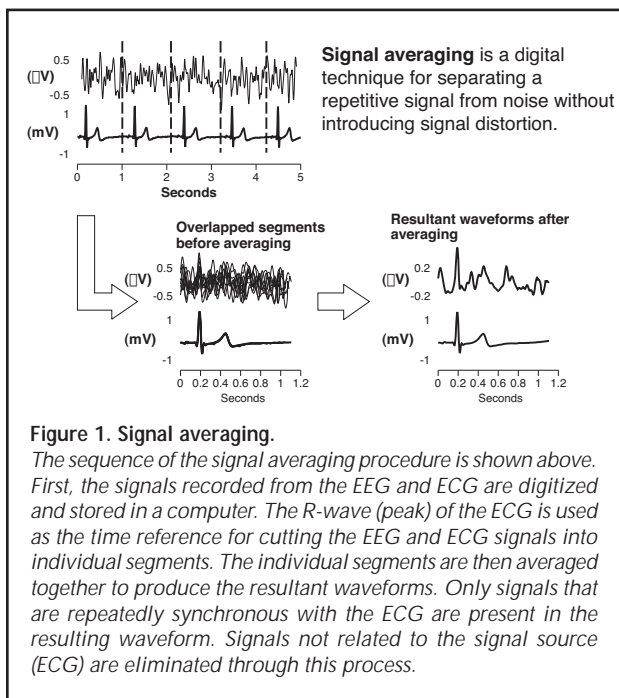 0.5
(▯V)
-0.5
1
(mV)
-1
0 1 2 3 4 5
Seconds
Signal averaging is a digital
technique for separating a
repetitive signal from noise without
introducing signal distortion.
Overlapped segments
before averaging
0.5
(▯V)
-0.5
1
(mV)
-1
0 0.2 0.4 0.6 0.8 1 1.2
Seconds
Resultant waveforms after
averaging
0.2
(▯V)
-0.2
1
(mV)
-1
0 0.2 0.4 0.6 0.8 1 1.2
Seconds
Figure 1. Signal averaging.
The sequence of the signal averaging procedure is shown above.
First, the signals recorded from the EEG and ECG are digitized
and stored in a computer. The R-wave (peak) of the ECG is used
as the time reference for cutting the EEG and ECG signals into
individual segments. The individual segments are then averaged
together to produce the resultant waveforms. Only signals that
are repeatedly synchronous with the ECG are present in the
resulting waveform. Signals not related to the signal source
(ECG) are eliminated through this process.